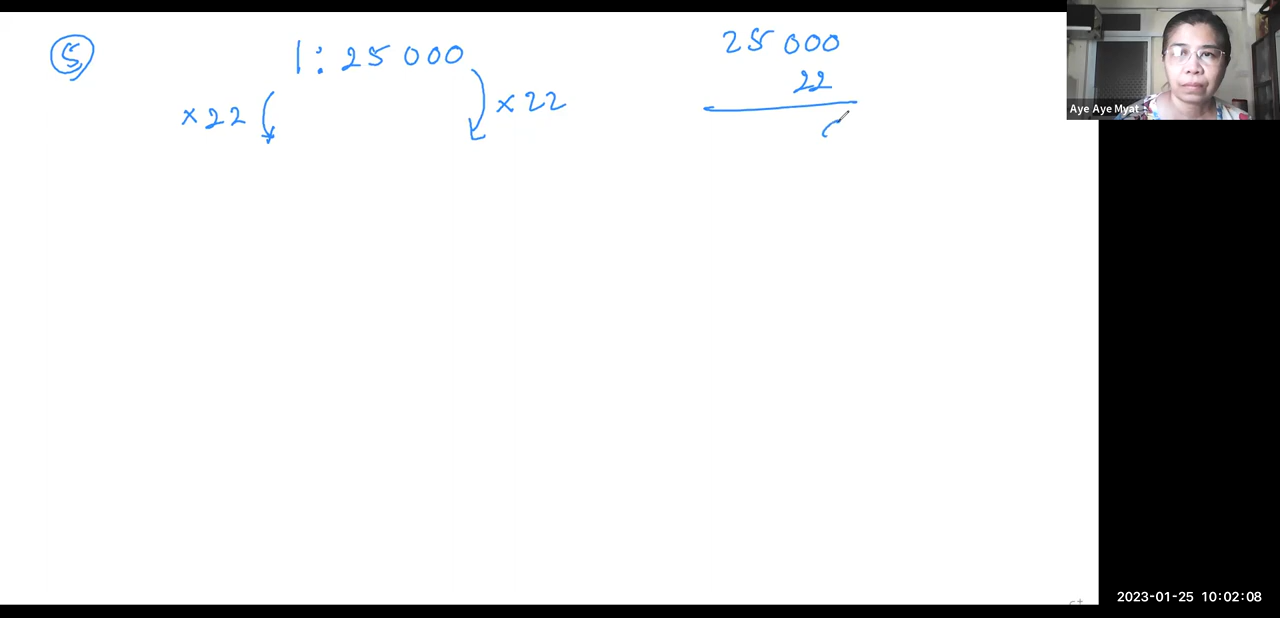 ⑤ 1 : 25 000
×22 ×22
25 000
22
Aye Aye Myat
2023-01-25 10:02:08